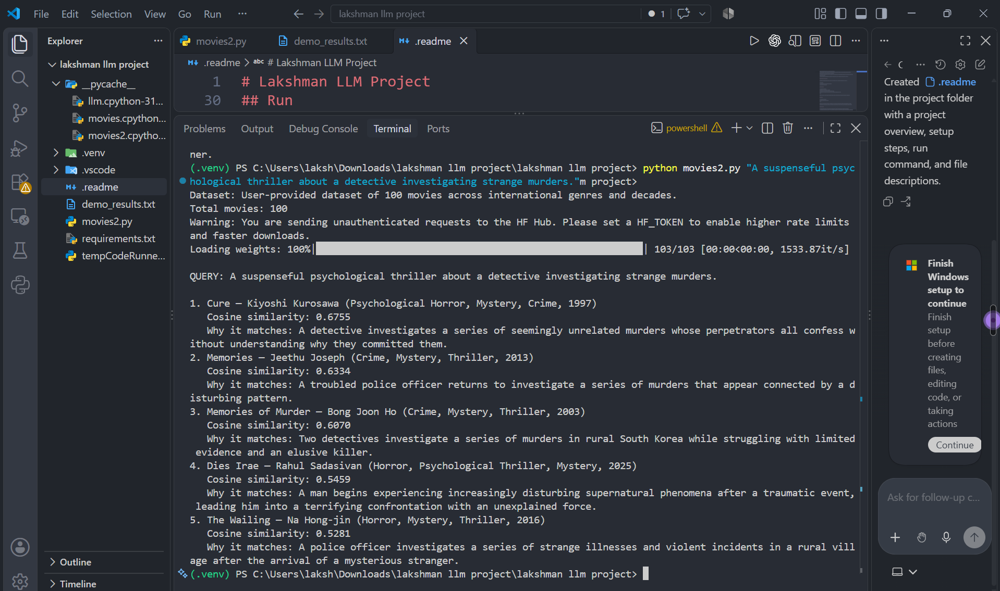 File Edit Selection View Go Run ···
lakshman llm project
1
Explorer
lakshman llm project
__pycache__
llm.cpython-31...
movies.cpython...
movies2.cpytho...
.venv
.vscode
.readme
demo_results.txt
movies2.py
requirements.txt
tempCodeRunne...
Outline
Timeline
movies2.py
demo_results.txt
.readme
.readme > abc # Lakshman LLM Project
1 # Lakshman LLM Project
30 ## Run
Problems Output Debug Console Terminal Ports
powershell
ner.
(.venv) PS C:\Users\laksh\Downloads\lakshman llm project\lakshman llm project> python movies2.py "A suspenseful psyc
hological thriller about a detective investigating strange murders."m project>
Dataset: User-provided dataset of 100 movies across international genres and decades.
Total movies: 100
Warning: You are sending unauthenticated requests to the HF Hub. Please set a HF_TOKEN to enable higher rate limits
and faster downloads.
Loading weights: 100%| | 103/103 [00:00<00:00, 1533.87it/s]
QUERY: A suspenseful psychological thriller about a detective investigating strange murders.
1. Cure — Kiyoshi Kurosawa (Psychological Horror, Mystery, Crime, 1997)
Cosine similarity: 0.6755
Why it matches: A detective investigates a series of seemingly unrelated murders whose perpetrators all confess w
ithout understanding why they committed them.
2. Memories — Jeethu Joseph (Crime, Mystery, Thriller, 2013)
Cosine similarity: 0.6334
Why it matches: A troubled police officer returns to investigate a series of murders that appear connected by a d
isturbing pattern.
3. Memories of Murder — Bong Joon Ho (Crime, Mystery, Thriller, 2003)
Cosine similarity: 0.6070
Why it matches: Two detectives investigate a series of murders in rural South Korea while struggling with limited
evidence and an elusive killer.
4. Dies Irae — Rahul Sadasivan (Horror, Psychological Thriller, Mystery, 2025)
Cosine similarity: 0.5459
Why it matches: A man begins experiencing increasingly disturbing supernatural phenomena after a traumatic event,
leading him into a terrifying confrontation with an unexplained force.
5. The Wailing — Na Hong-jin (Horror, Mystery, Thriller, 2016)
Cosine similarity: 0.5281
Why it matches: A police officer investigates a series of strange illnesses and violent incidents in a rural vill
age after the arrival of a mysterious stranger.
(.venv) PS C:\Users\laksh\Downloads\lakshman llm project\lakshman llm project>
C
Created .readme
in the project folder
with a project
overview, setup
steps, run
command, and file
descriptions.
Finish
Windows
setup to
continue
Finish
setup
before
creating
files,
editing
code, or
taking
actions
Continue
Ask for follow-up c...